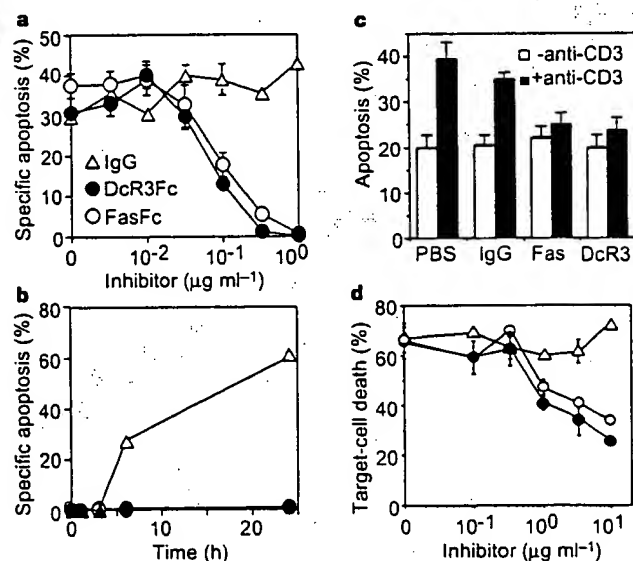 a
Specific apoptosis (%)
50
40
30
20
10
0
IgG
DcR3Fc
FasFc
0 10-2 10-1 100
Inhibitor (µg ml–1)
c
Apoptosis (%)
40
30
20
10
0
-anti-CD3
+anti-CD3
PBS IgG Fas DcR3
b
Specific apoptosis (%)
80
60
40
20
0
0 10 20
Time (h)
d
Target-cell death (%)
80
60
40
20
0
0 10-1 100 101
Inhibitor (µg ml–1)